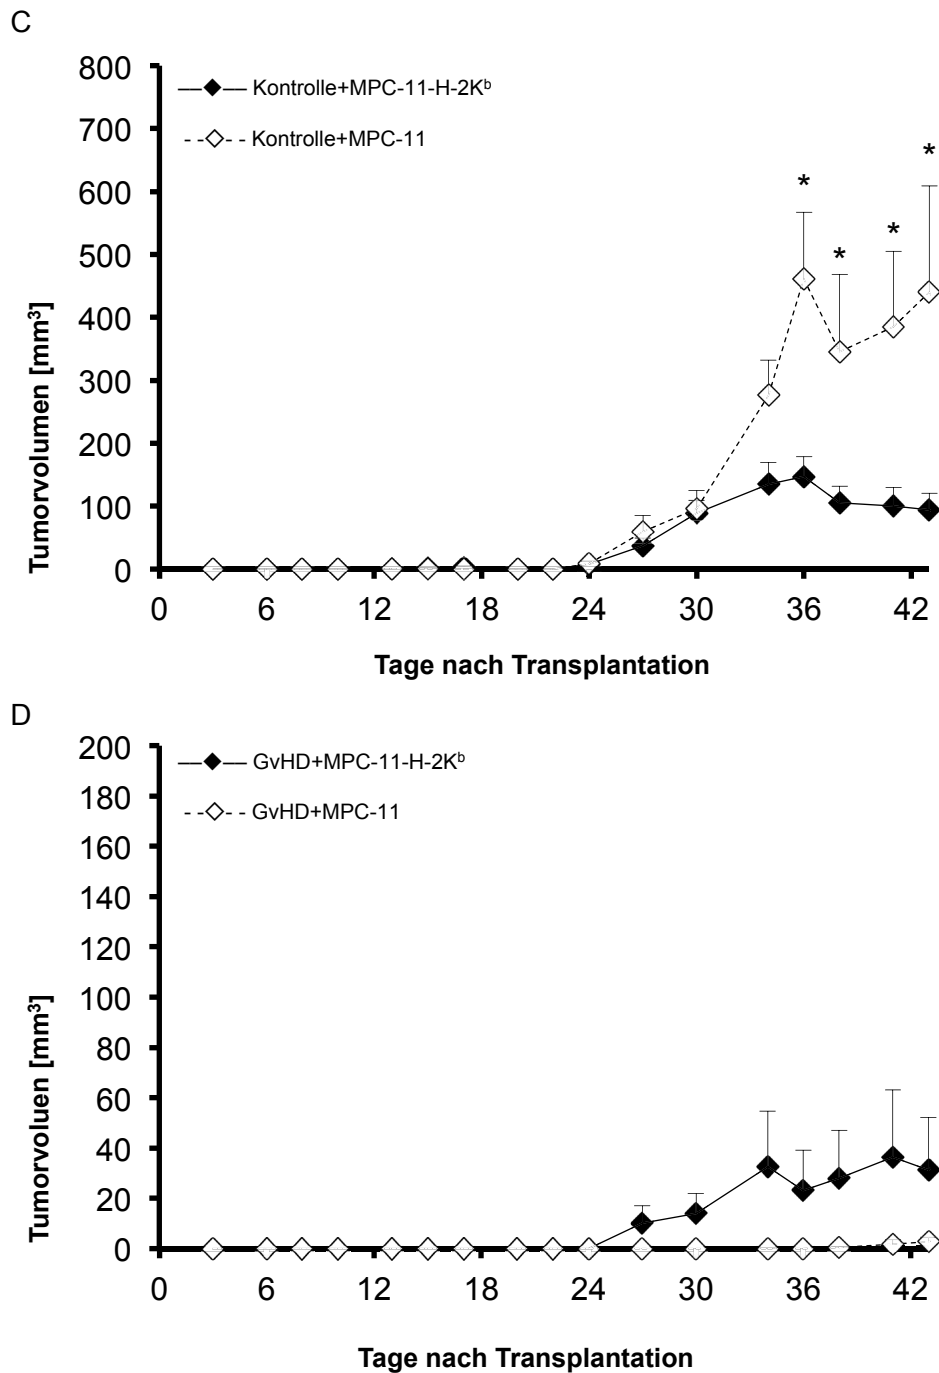 C
800
700
600
500
400
300
200
100
0
Tumorvolumen [mm³]
Kontrolle+MPC-11-H-2Kᵇ
Kontrolle+MPC-11
*
*
*
*
0 6 12 18 24 30 36 42
Tage nach Transplantation
D
200
180
160
140
120
100
80
60
40
20
0
Tumorvoluen [mm³]
GvHD+MPC-11-H-2Kᵇ
GvHD+MPC-11
0 6 12 18 24 30 36 42
Tage nach Transplantation